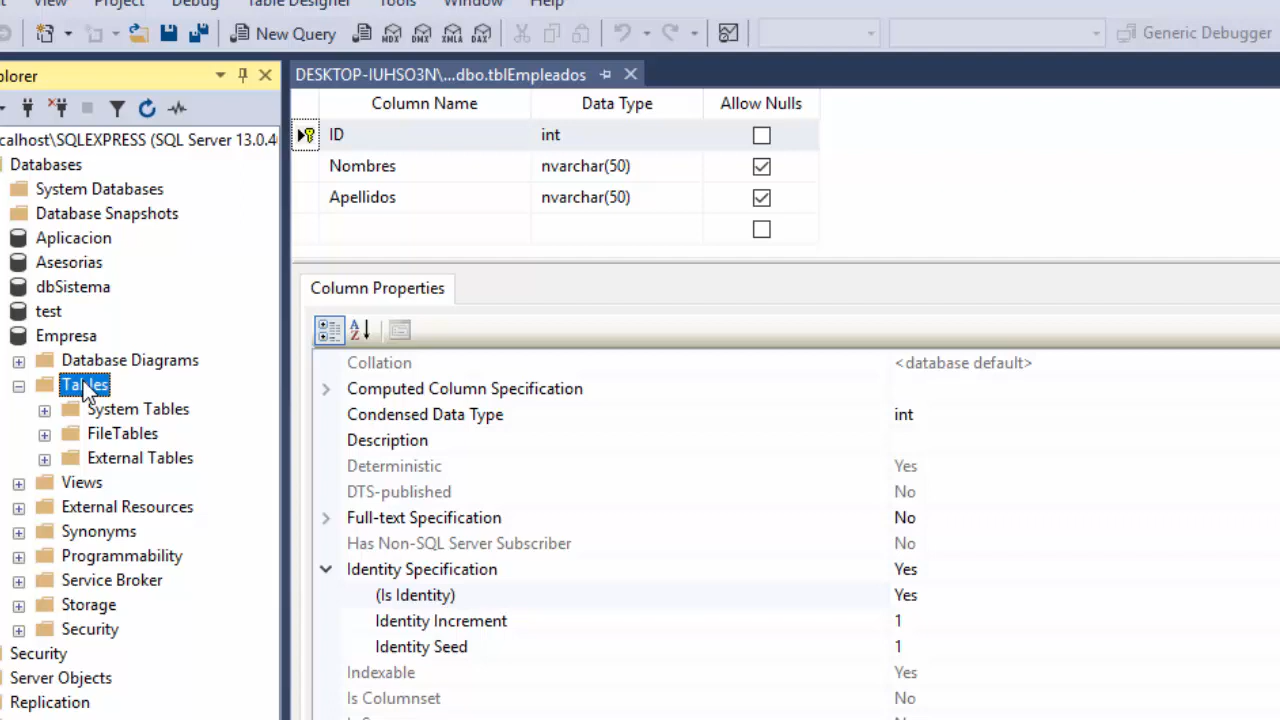 View Project Debug Table Designer Tools Window Help
New Query MDX DMX XMLA DAX Generic Debugger
plorer
DESKTOP-IUHSO3N\...dbo.tblEmpleados
Column Name Data Type Allow Nulls
ID int
Nombres nvarchar(50)
Apellidos nvarchar(50)
calhost\SQLEXPRESS (SQL Server 13.0.40
Databases
System Databases
Database Snapshots
Aplicacion
Asesorias
dbSistema
test
Empresa
Database Diagrams
Tables
System Tables
FileTables
External Tables
Views
External Resources
Synonyms
Programmability
Service Broker
Storage
Security
Security
Server Objects
Replication
Column Properties
Collation <database default>
Computed Column Specification
Condensed Data Type int
Description
Deterministic Yes
DTS-published No
Full-text Specification No
Has Non-SQL Server Subscriber No
Identity Specification Yes
(Is Identity) Yes
Identity Increment 1
Identity Seed 1
Indexable Yes
Is Columnset No